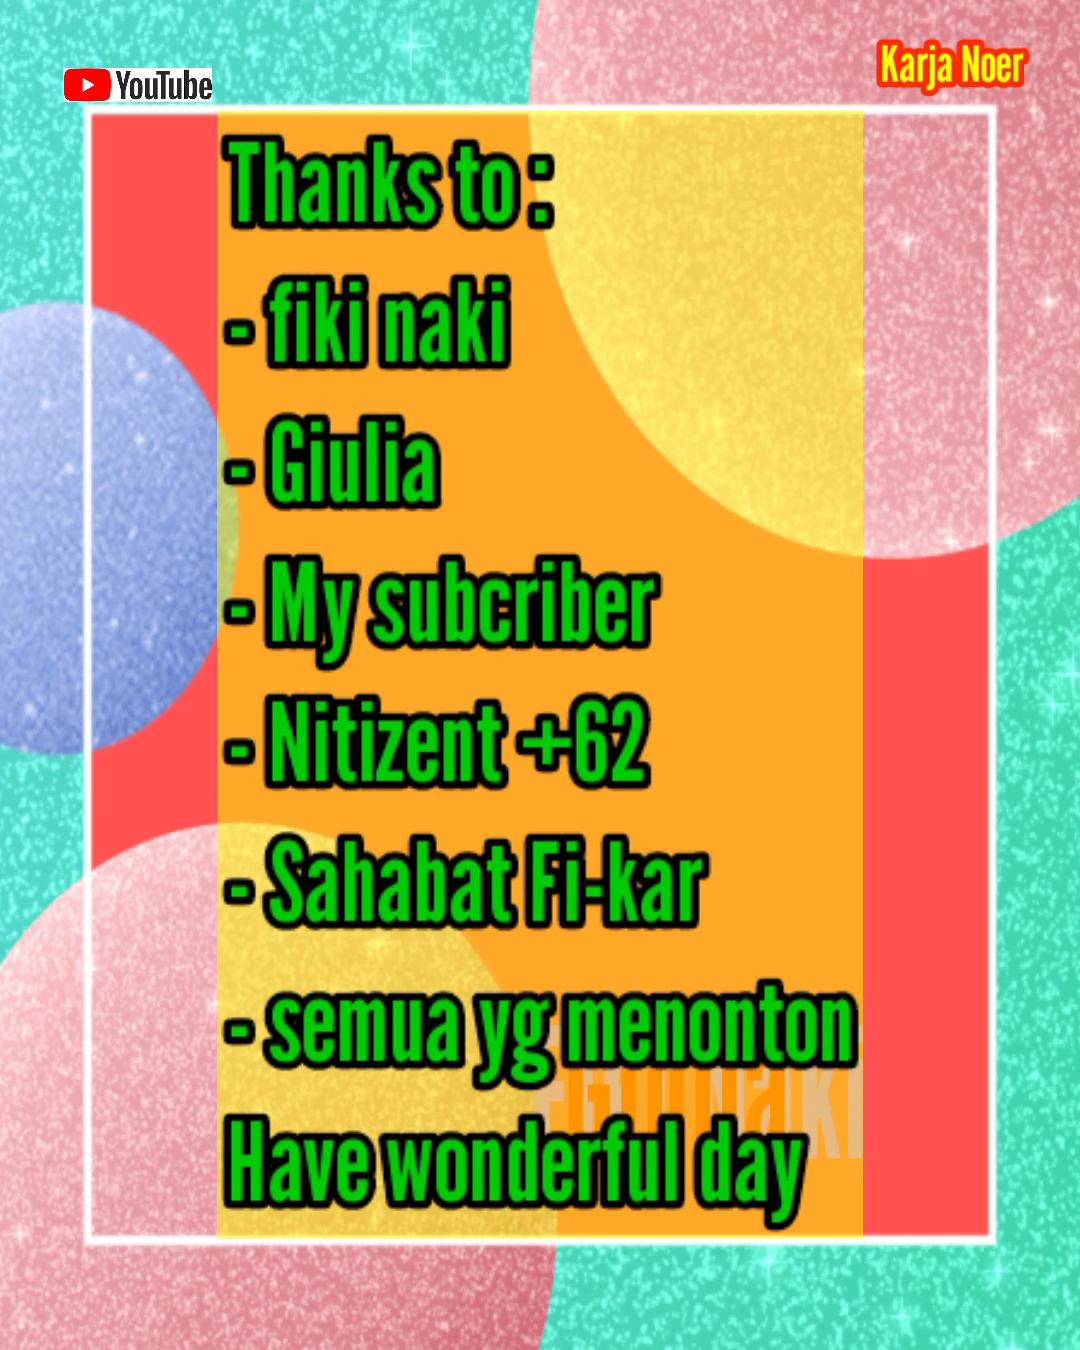 YouTube
Karja Noer
Thanks to :
- fiki naki
- Giulia
- My subcriber
- Nitizent +62
- Sahabat Fi-kar
- semua yg menonton
Have wonderful day